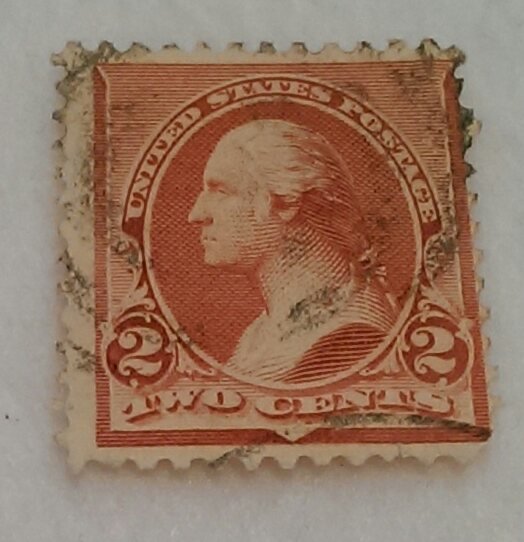 UNITED STATES POSTAGE
2 2
TWO CENTS